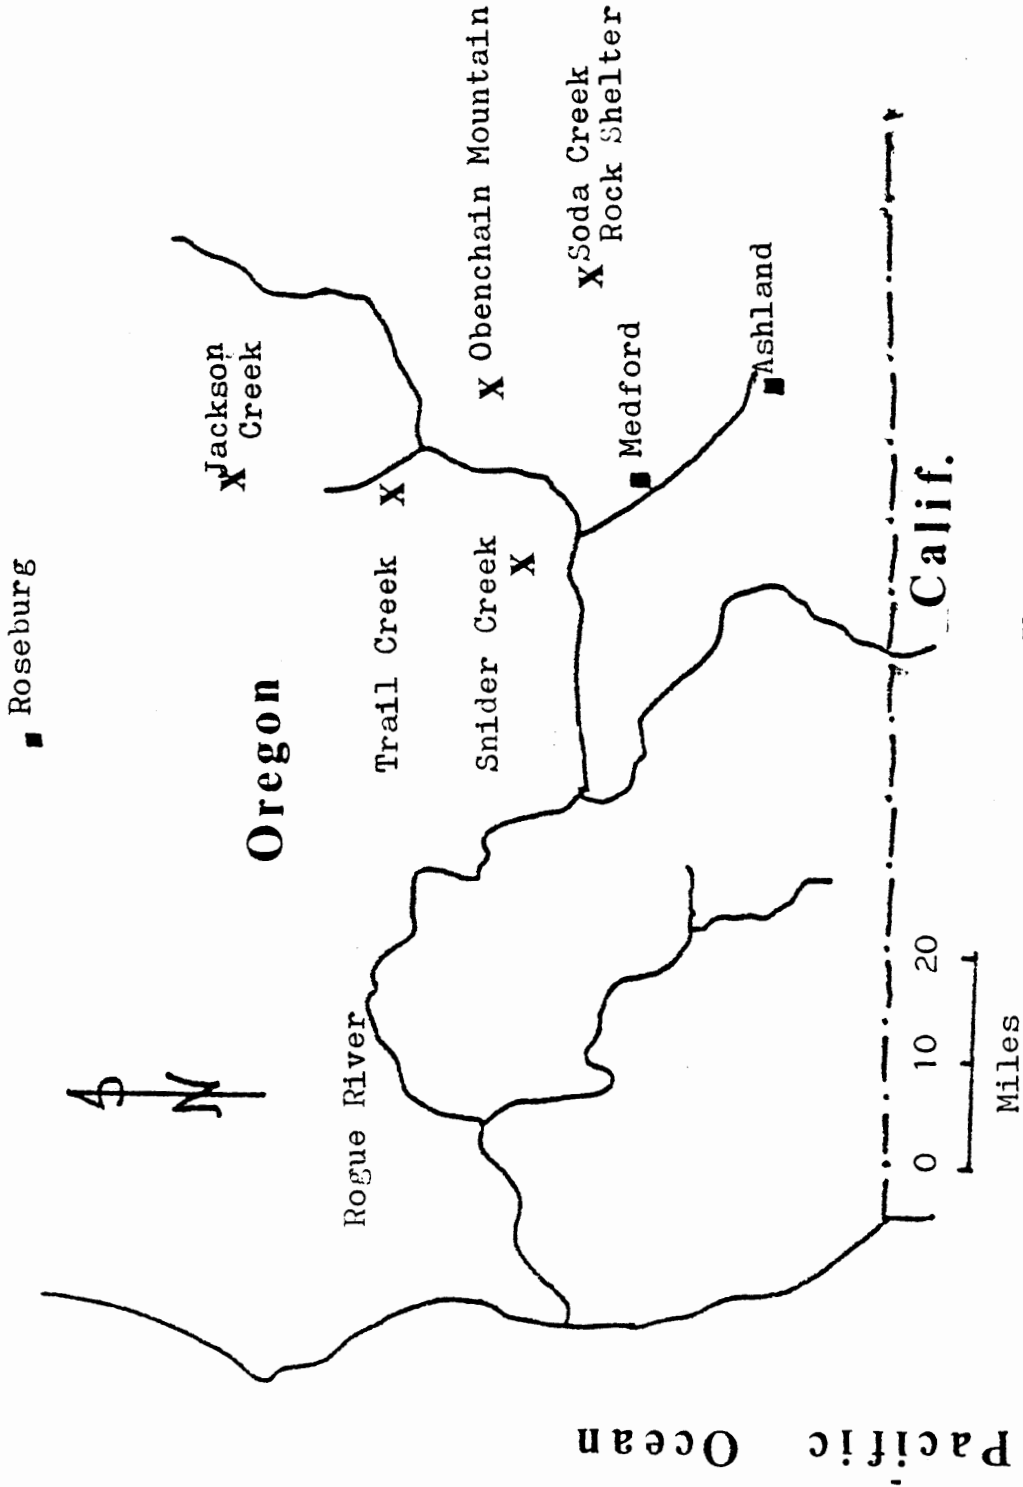 Roseburg
Oregon
Jackson
Creek
Trail Creek
Snider Creek
Obenchain Mountain
Soda Creek
Rock Shelter
Medford
Ashland
Rogue River
N
X
X
X
X
X
Calif.
0 10 20
Miles
Pacific Ocean